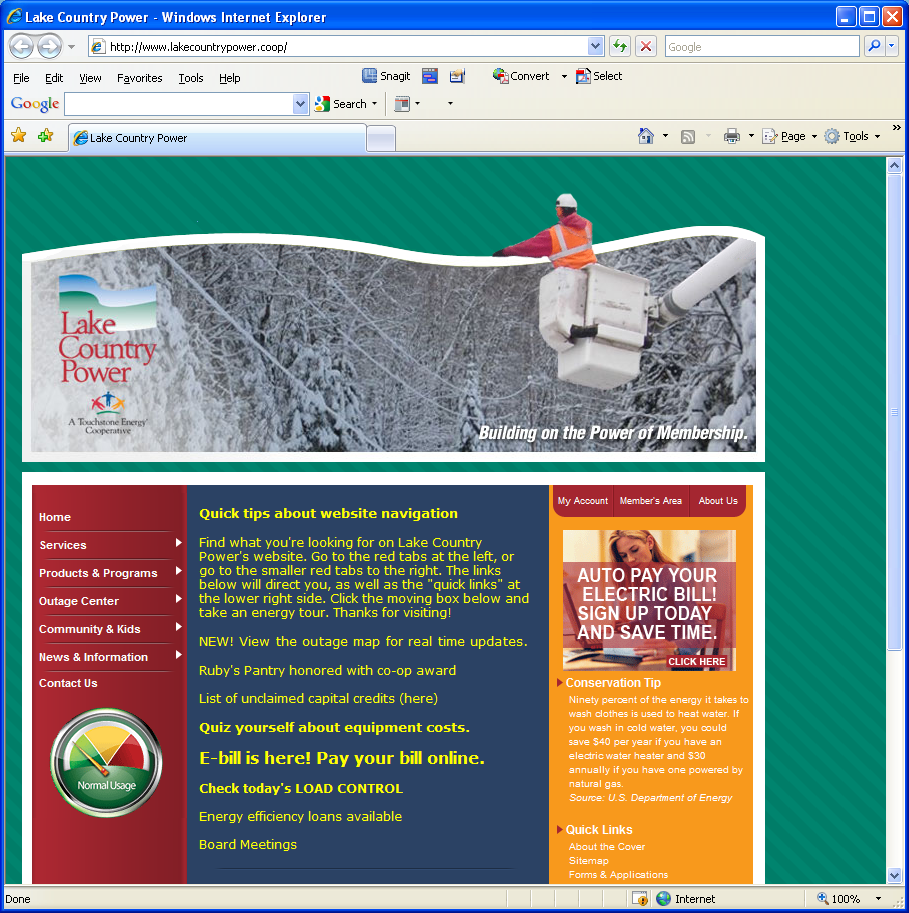 Lake Country Power - Windows Internet Explorer
http://www.lakecountrypower.coop/
Google
File Edit View Favorites Tools Help
Snagit
Convert
Select
Google
Search
Lake Country Power
Page
Tools
»
Lake
Country
Power
A Touchstone Energy®
Cooperative
Building on the Power of Membership.
Home
Services
Products & Programs
Outage Center
Community & Kids
News & Information
Contact Us
Normal Usage
Quick tips about website navigation
Find what you're looking for on Lake Country
Power's website. Go to the red tabs at the left, or
go to the smaller red tabs to the right. The links
below will direct you, as well as the "quick links" at
the lower right side. Click the moving box below and
take an energy tour. Thanks for visiting!
NEW! View the outage map for real time updates.
Ruby's Pantry honored with co-op award
List of unclaimed capital credits (here)
Quiz yourself about equipment costs.
E-bill is here! Pay your bill online.
Check today's LOAD CONTROL
Energy efficiency loans available
Board Meetings
My Account
Member's Area
About Us
AUTO PAY YOUR
ELECTRIC BILL!
SIGN UP TODAY
AND SAVE TIME.
CLICK HERE
Conservation Tip
Ninety percent of the energy it takes to
wash clothes is used to heat water. If
you wash in cold water, you could
save $40 per year if you have an
electric water heater and $30
annually if you have one powered by
natural gas.
Source: U.S. Department of Energy
Quick Links
About the Cover
Sitemap
Forms & Applications
Done
Internet
100%